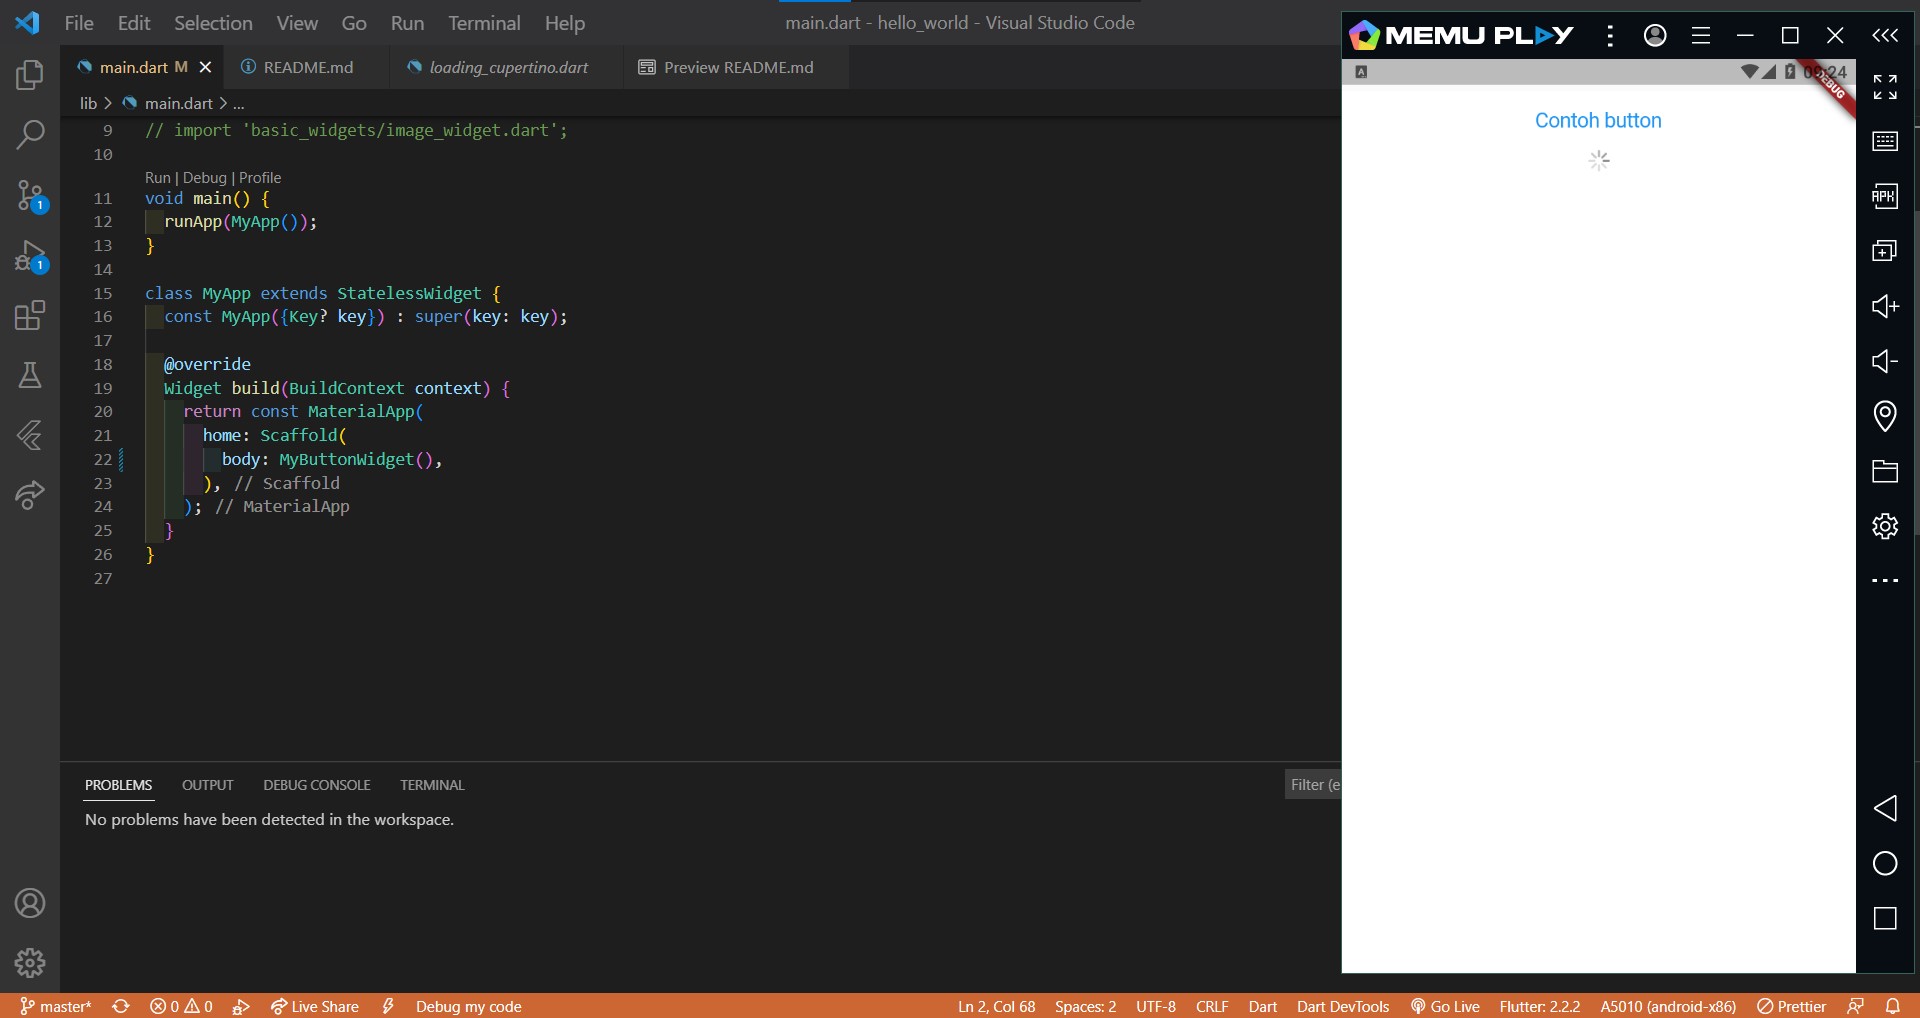 File Edit Selection View Go Run Terminal Help
main.dart - hello_world - Visual Studio Code
main.dart M README.md loading_cupertino.dart Preview README.md
lib > main.dart > ...
9 // import 'basic_widgets/image_widget.dart';
10
Run | Debug | Profile
11 void main() {
12 runApp(MyApp());
13 }
14
15 class MyApp extends StatelessWidget {
16 const MyApp({Key? key}) : super(key: key);
17
18 @override
19 Widget build(BuildContext context) {
20 return const MaterialApp(
21 home: Scaffold(
22 body: MyButtonWidget(),
23 ), // Scaffold
24 ); // MaterialApp
25 }
26 }
27
1
1
PROBLEMS OUTPUT DEBUG CONSOLE TERMINAL
Filter (e
No problems have been detected in the workspace.
MEMU PLAY
A
DEBUG
Contoh button
APK
master* 0 0 Live Share Debug my code
Ln 2, Col 68 Spaces: 2 UTF-8 CRLF Dart Dart DevTools Go Live Flutter: 2.2.2 A5010 (android-x86) Prettier